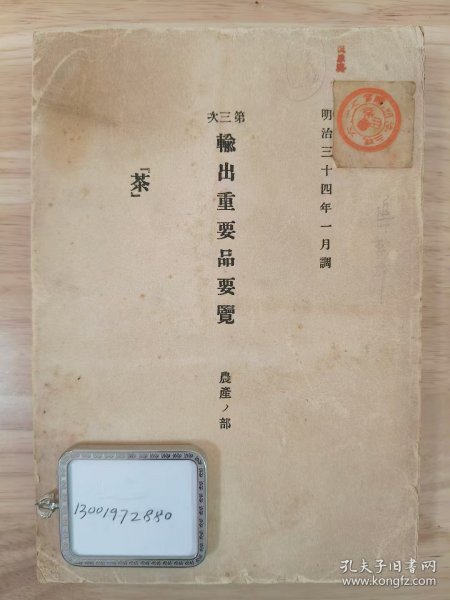 明治三十四年一月調
第三次
輸出重要品要覽
農產ノ部
「茶」
13001972880
孔夫子旧书网
www.kongfz.com